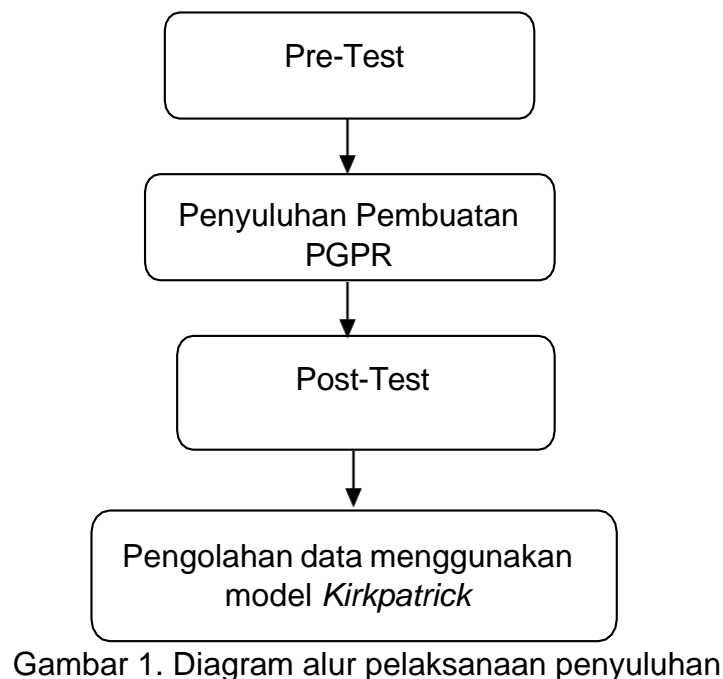 Pre-Test
Penyuluhan Pembuatan
PGPR
Post-Test
Pengolahan data menggunakan
model Kirkpatrick
Gambar 1. Diagram alur pelaksanaan penyuluhan